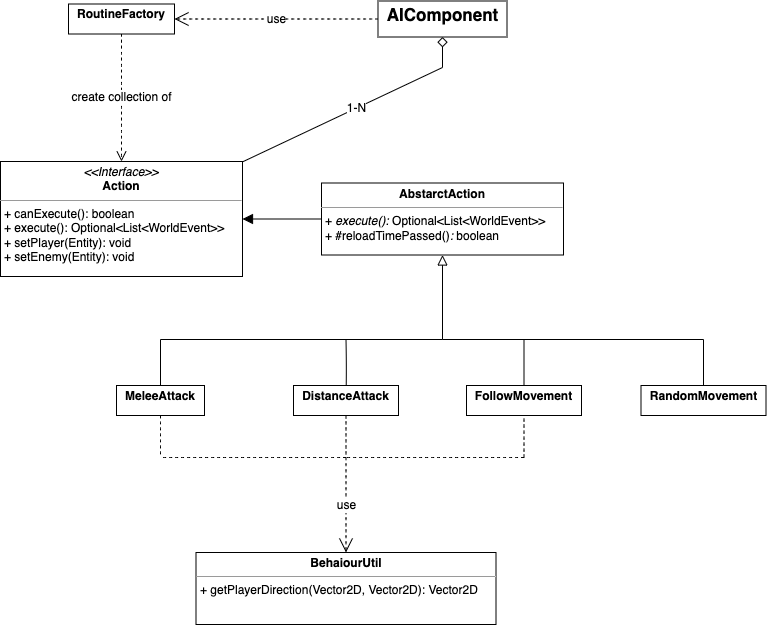 RoutineFactory
use
AIComponent
create collection of
1-N
<<Interface>>
Action
+ canExecute(): boolean
+ execute(): Optional<List<WorldEvent>>
+ setPlayer(Entity): void
+ setEnemy(Entity): void
AbstarctAction
+ execute(): Optional<List<WorldEvent>>
+ #reloadTimePassed(): boolean
MeleeAttack
DistanceAttack
FollowMovement
RandomMovement
use
BehaiourUtil
+ getPlayerDirection(Vector2D, Vector2D): Vector2D